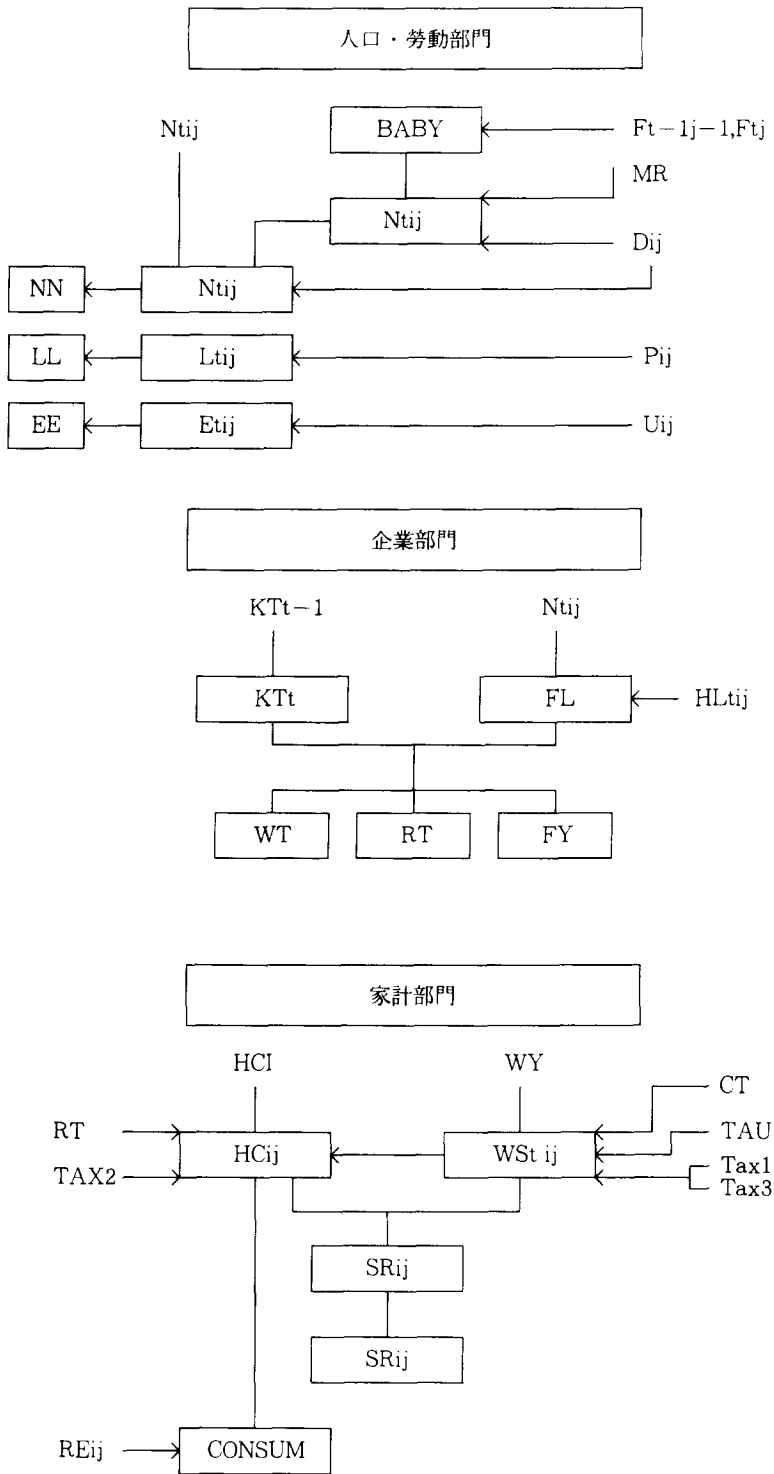 人口・勞動部門
Ntij
BABY
Ft−1j−1,Ftj
MR
Ntij
Dij
NN
Ntij
LL
Ltij
Pij
EE
Etij
Uij
企業部門
KTt−1
Ntij
KTt
FL
HLtij
WT
RT
FY
家計部門
HCI
WY
CT
RT
TAU
HCij
WSt ij
Tax1
TAX2
Tax3
SRij
SRij
REij
CONSUM